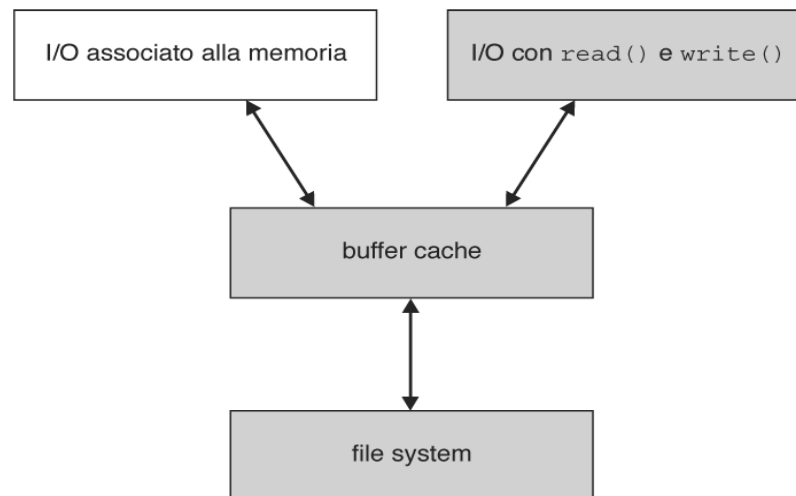 I/O associato alla memoria
I/O con read() e write()
buffer cache
file system